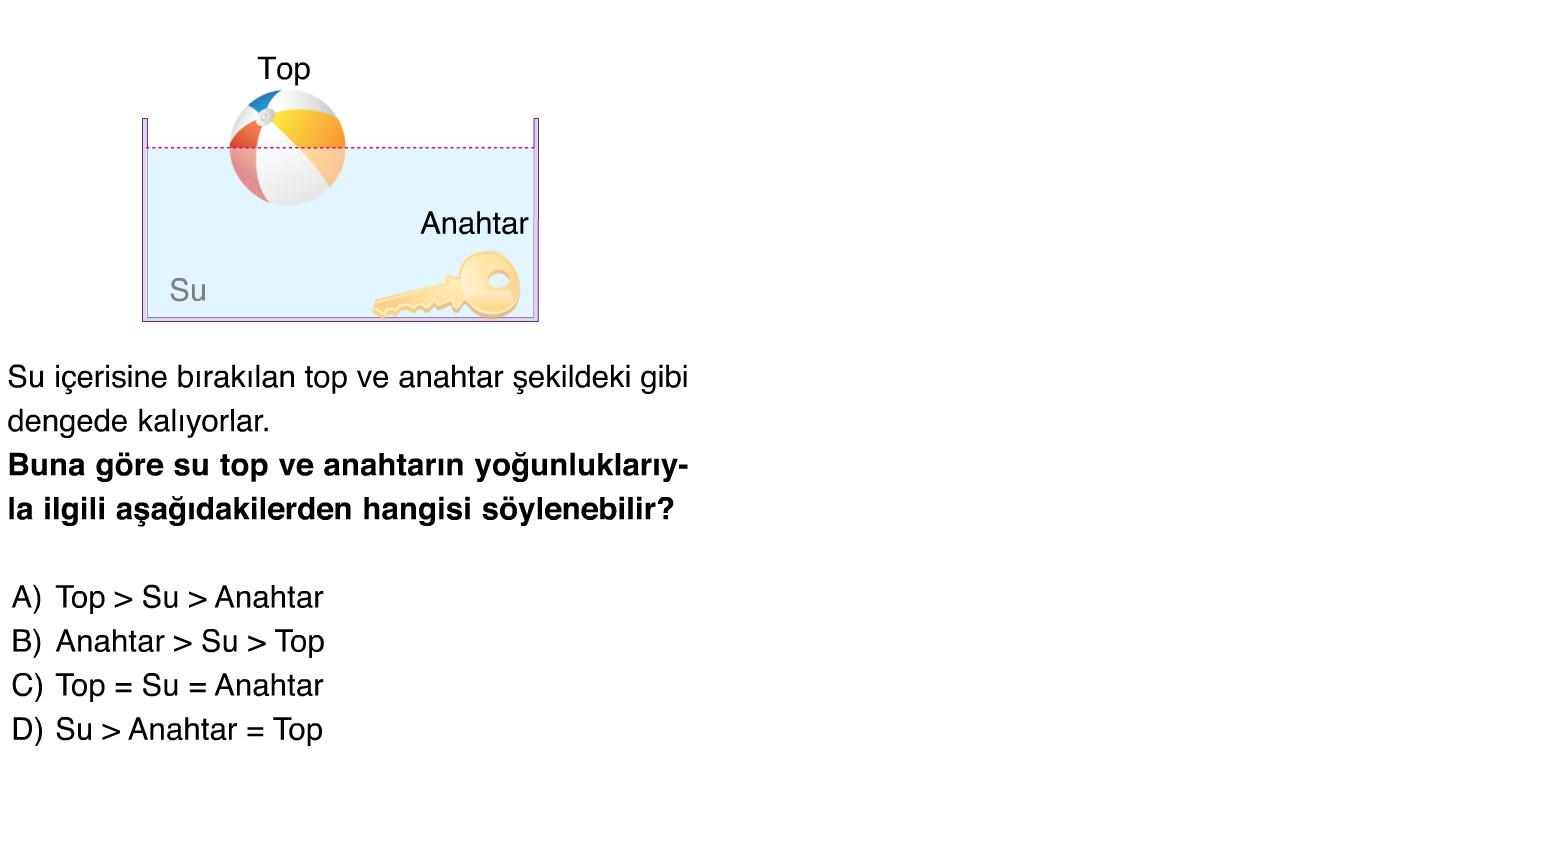 Top
Anahtar
Su
Su içerisine bırakılan top ve anahtar şekildeki gibi
dengede kalıyorlar.
Buna göre su top ve anahtarın yoğunluklarıy-
la ilgili aşağıdakilerden hangisi söylenebilir?
A) Top > Su > Anahtar
B) Anahtar > Su > Top
C) Top = Su = Anahtar
D) Su > Anahtar = Top